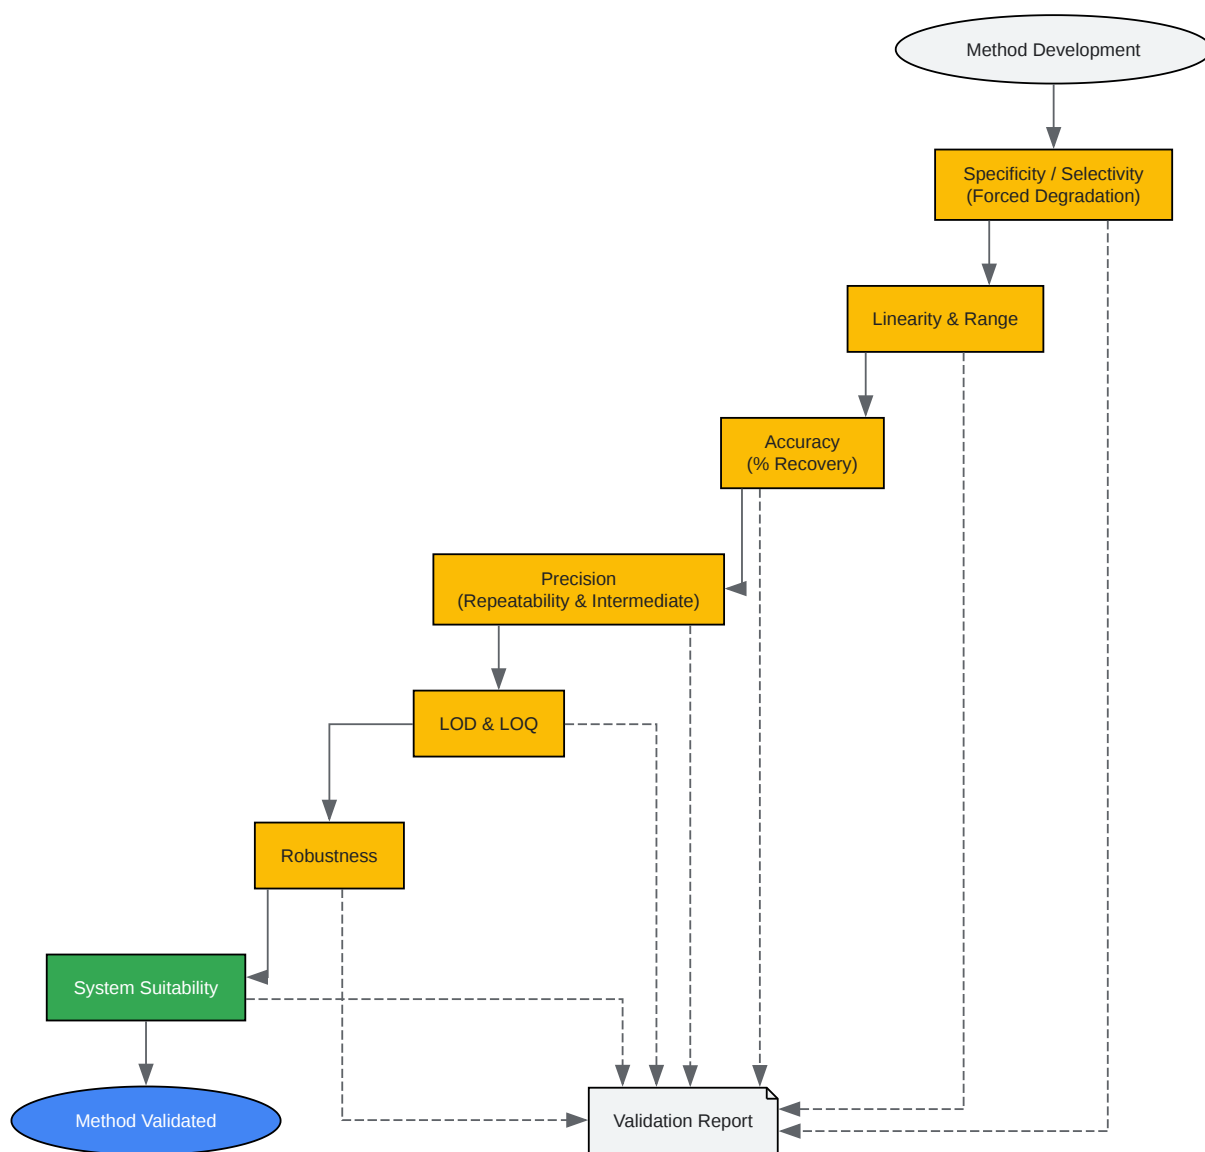 Method Development
Specificity / Selectivity
(Forced Degradation)
Linearity & Range
Accuracy
(% Recovery)
Precision
(Repeatability & Intermediate)
LOD & LOQ
Robustness
System Suitability
Method Validated
Validation Report